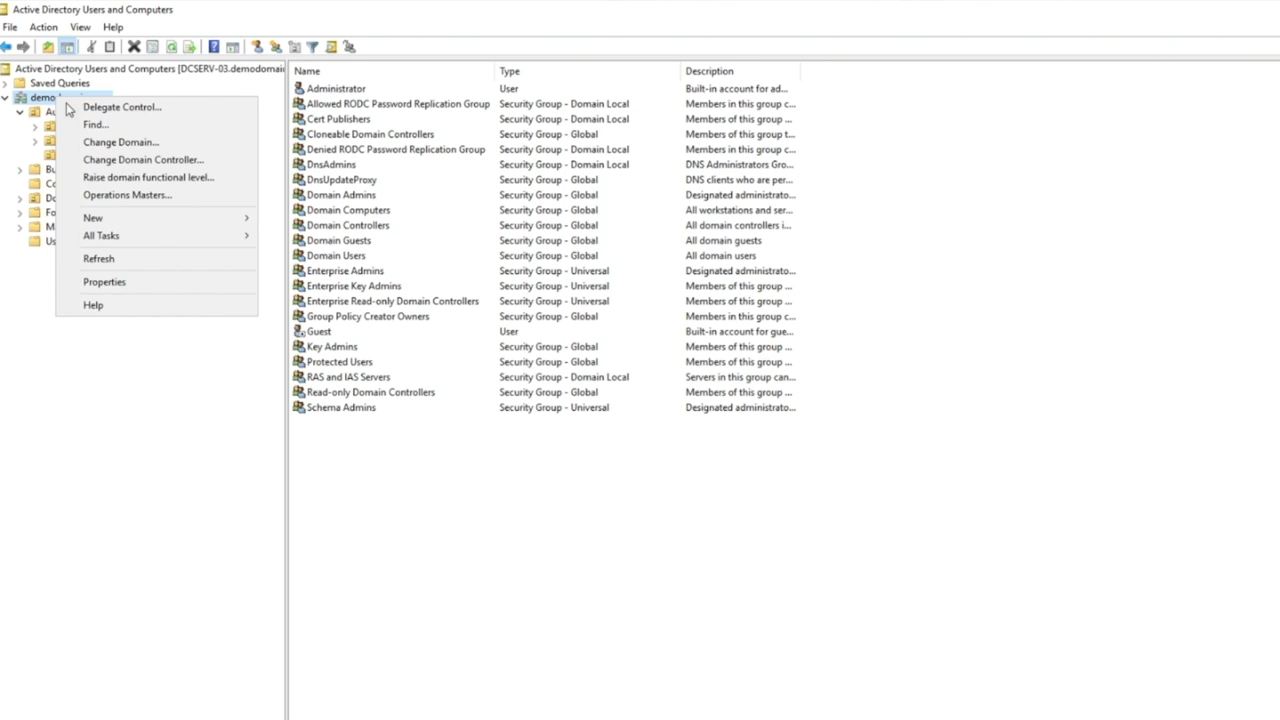 Active Directory Users and Computers
File Action View Help
Active Directory Users and Computers [DCSERV-03.demodomain
Saved Queries
Delegate Control...
Find...
Change Domain...
Change Domain Controller...
Raise domain functional level...
Operations Masters...
New
All Tasks
Refresh
Properties
Help
Name Type Description
Administrator User Built-in account for ad...
Allowed RODC Password Replication Group Security Group - Domain Local Members in this group c...
Cert Publishers Security Group - Domain Local Members of this group ...
Cloneable Domain Controllers Security Group - Global Members of this group t...
Denied RODC Password Replication Group Security Group - Domain Local Members in this group c...
DnsAdmins Security Group - Domain Local DNS Administrators Gro...
DnsUpdateProxy Security Group - Global DNS clients who are per...
Domain Admins Security Group - Global Designated administrato...
Domain Computers Security Group - Global All workstations and ser...
Domain Controllers Security Group - Global All domain controllers i...
Domain Guests Security Group - Global All domain guests
Domain Users Security Group - Global All domain users
Enterprise Admins Security Group - Universal Designated administrato...
Enterprise Key Admins Security Group - Universal Members of this group ...
Enterprise Read-only Domain Controllers Security Group - Universal Members of this group ...
Group Policy Creator Owners Security Group - Global Members in this group c...
Guest User Built-in account for gue...
Key Admins Security Group - Global Members of this group ...
Protected Users Security Group - Global Members of this group ...
RAS and IAS Servers Security Group - Domain Local Servers in this group can...
Read-only Domain Controllers Security Group - Global Members of this group ...
Schema Admins Security Group - Universal Designated administrato...